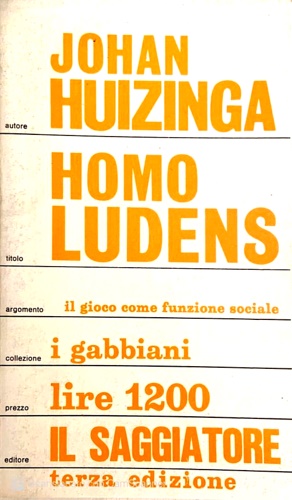 JOHAN
autore HUIZINGA
HOMO
titolo LUDENS
argomento il gioco come funzione sociale
collezione i gabbiani
prezzo lire 1200
editore IL SAGGIATORE
terza edizione